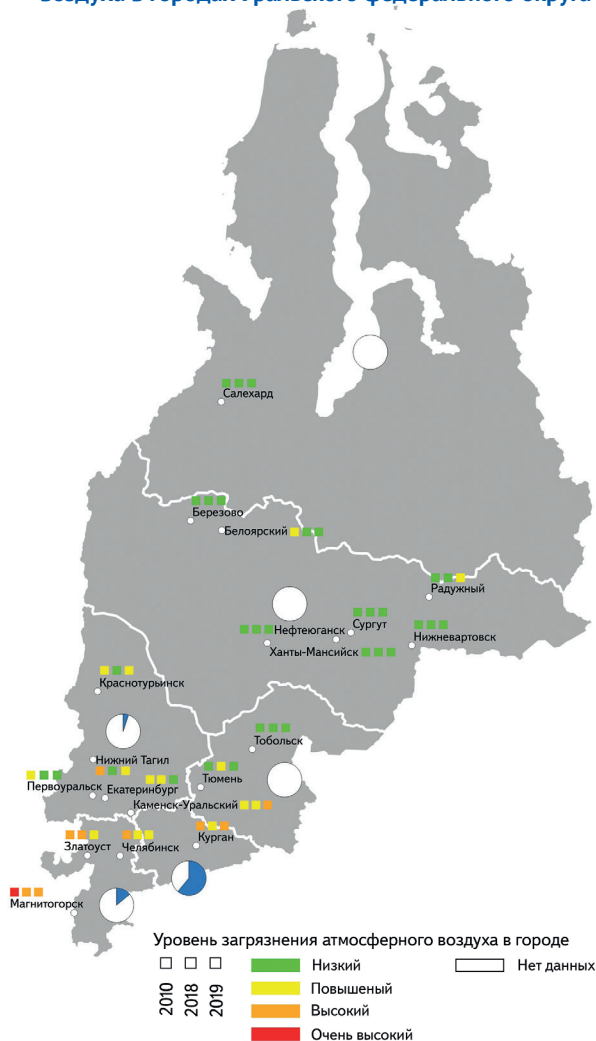 воздуха в городах Уральского федерального округа
Салехард
Березово
Белоярский
Радужный
Сургут
Нефтеюганск
Нижневартовск
Ханты-Мансийск
Краснотурьинск
Тобольск
Нижний Тагил
Тюмень
Первоуральск
Екатеринбург
Каменск-Уральский
Курган
Златоуст
Челябинск
Магнитогорск
Уровень загрязнения атмосферного воздуха в городе
2010
2018
2019
Низкий
Нет данных
Повышеный
Высокий
Очень высокий